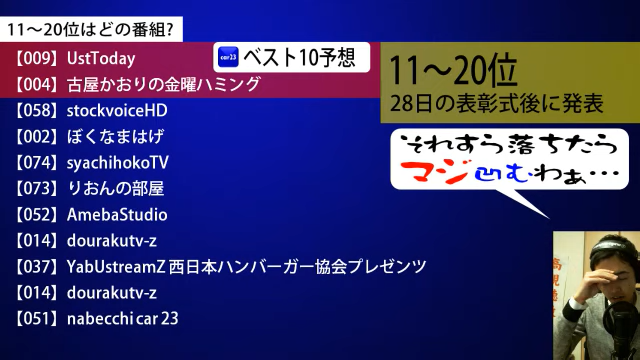 11～20位はどの番組?
car 23
ベスト10予想
【009】UstToday
【004】古屋かおりの金曜ハミング
【058】stockvoiceHD
【002】ぼくなまはげ
【074】syachihokoTV
【073】りおんの部屋
【052】AmebaStudio
【014】dourakutv-z
【037】YabUstreamZ 西日本ハンバーガー協会プレゼンツ
【014】dourakutv-z
【051】nabecchi car 23
11～20位
28日の表彰式後に発表
それすら落ちたら
マジ凹むわぁ…